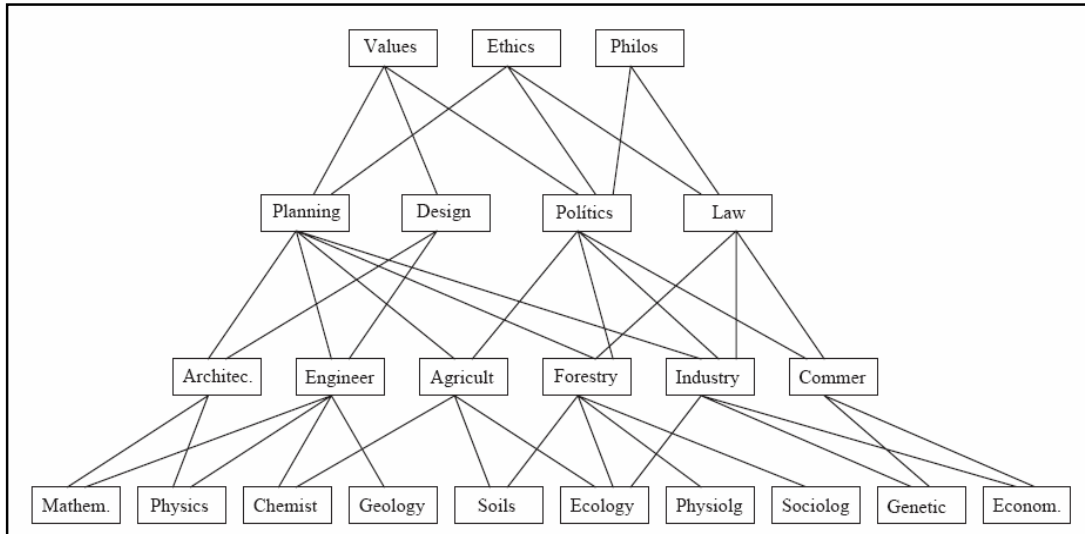 Values Ethics Philos
Planning Design Polítics Law
Architec. Engineer Agricult Forestry Industry Commer
Mathem. Physics Chemist Geology Soils Ecology Physiolg Sociolog Genetic Econom.